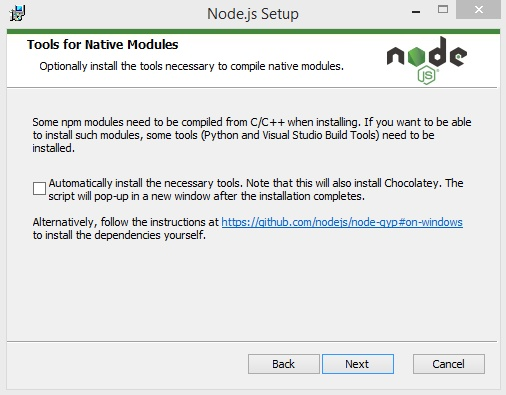 Node.js Setup
Tools for Native Modules
Optionally install the tools necessary to compile native modules.
node
JS
Some npm modules need to be compiled from C/C++ when installing. If you want to be able
to install such modules, some tools (Python and Visual Studio Build Tools) need to be
installed.
Automatically install the necessary tools. Note that this will also install Chocolatey. The
script will pop-up in a new window after the installation completes.
Alternatively, follow the instructions at https://github.com/nodejs/node-gyp#on-windows
to install the dependencies yourself.
Back
Next
Cancel